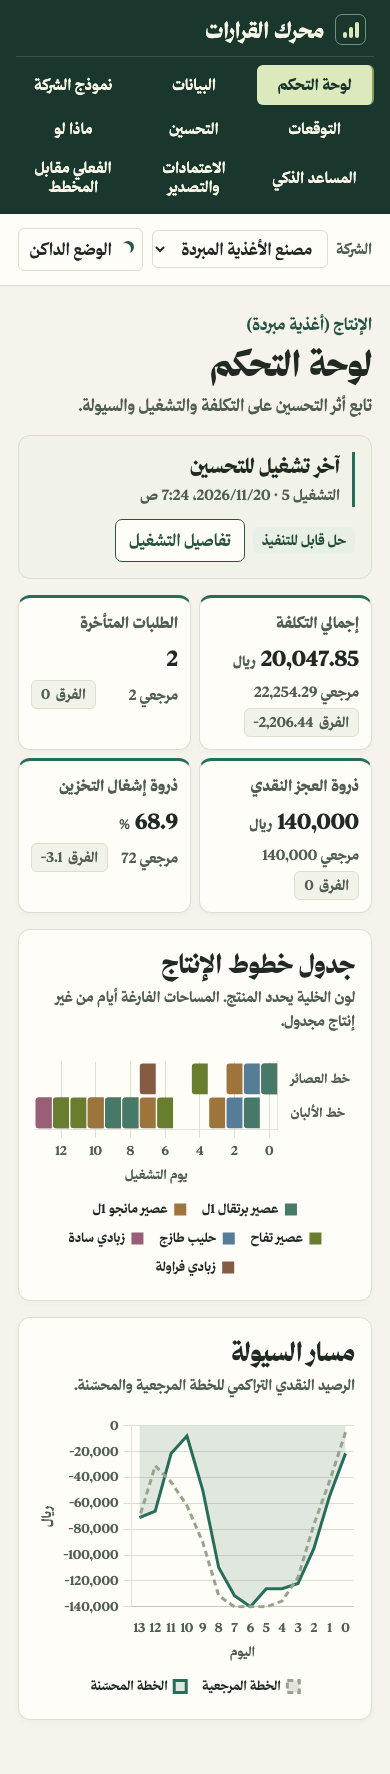 محرك القرارات
لوحة التحكم
البيانات
نموذج الشركة
التوقعات
التحسين
ماذا لو
المساعد الذكي
الاعتمادات والتصدير
الفعلي مقابل المخطط
الشركة
مصنع الأغذية المبردة
الوضع الداكن
الإنتاج (أغذية مبردة)
لوحة التحكم
تابع أثر التحسين على التكلفة والتشغيل والسيولة.
آخر تشغيل للتحسين
التشغيل 5 · 2026/11/20، 7:24 ص
حل قابل للتنفيذ
تفاصيل التشغيل
إجمالي التكلفة
20,047.85 ريال
مرجعي 22,254.29
الفرق -2,206.44
الطلبات المتأخرة
2
مرجعي 2
الفرق 0
ذروة العجز النقدي
140,000 ريال
مرجعي 140,000
الفرق 0
ذروة إشغال التخزين
68.9 %
مرجعي 72
الفرق -3.1
جدول خطوط الإنتاج
لون الخلية يحدد المنتج. المساحات الفارغة أيام من غير
إنتاج مجدول.
خط العصائر
خط الألبان
0 2 4 6 8 10 12
يوم التشغيل
عصير برتقال 1ل
عصير مانجو 1ل
عصير تفاح
حليب طازج
زبادي سادة
زبادي فراولة
مسار السيولة
الرصيد النقدي التراكمي للخطة المرجعية والمحسّنة.
0
-20,000
-40,000
-60,000
-80,000
-100,000
-120,000
-140,000
ريال
0 1 2 3 4 5 6 7 8 9 10 11 12 13
اليوم
الخطة المرجعية
الخطة المحسّنة